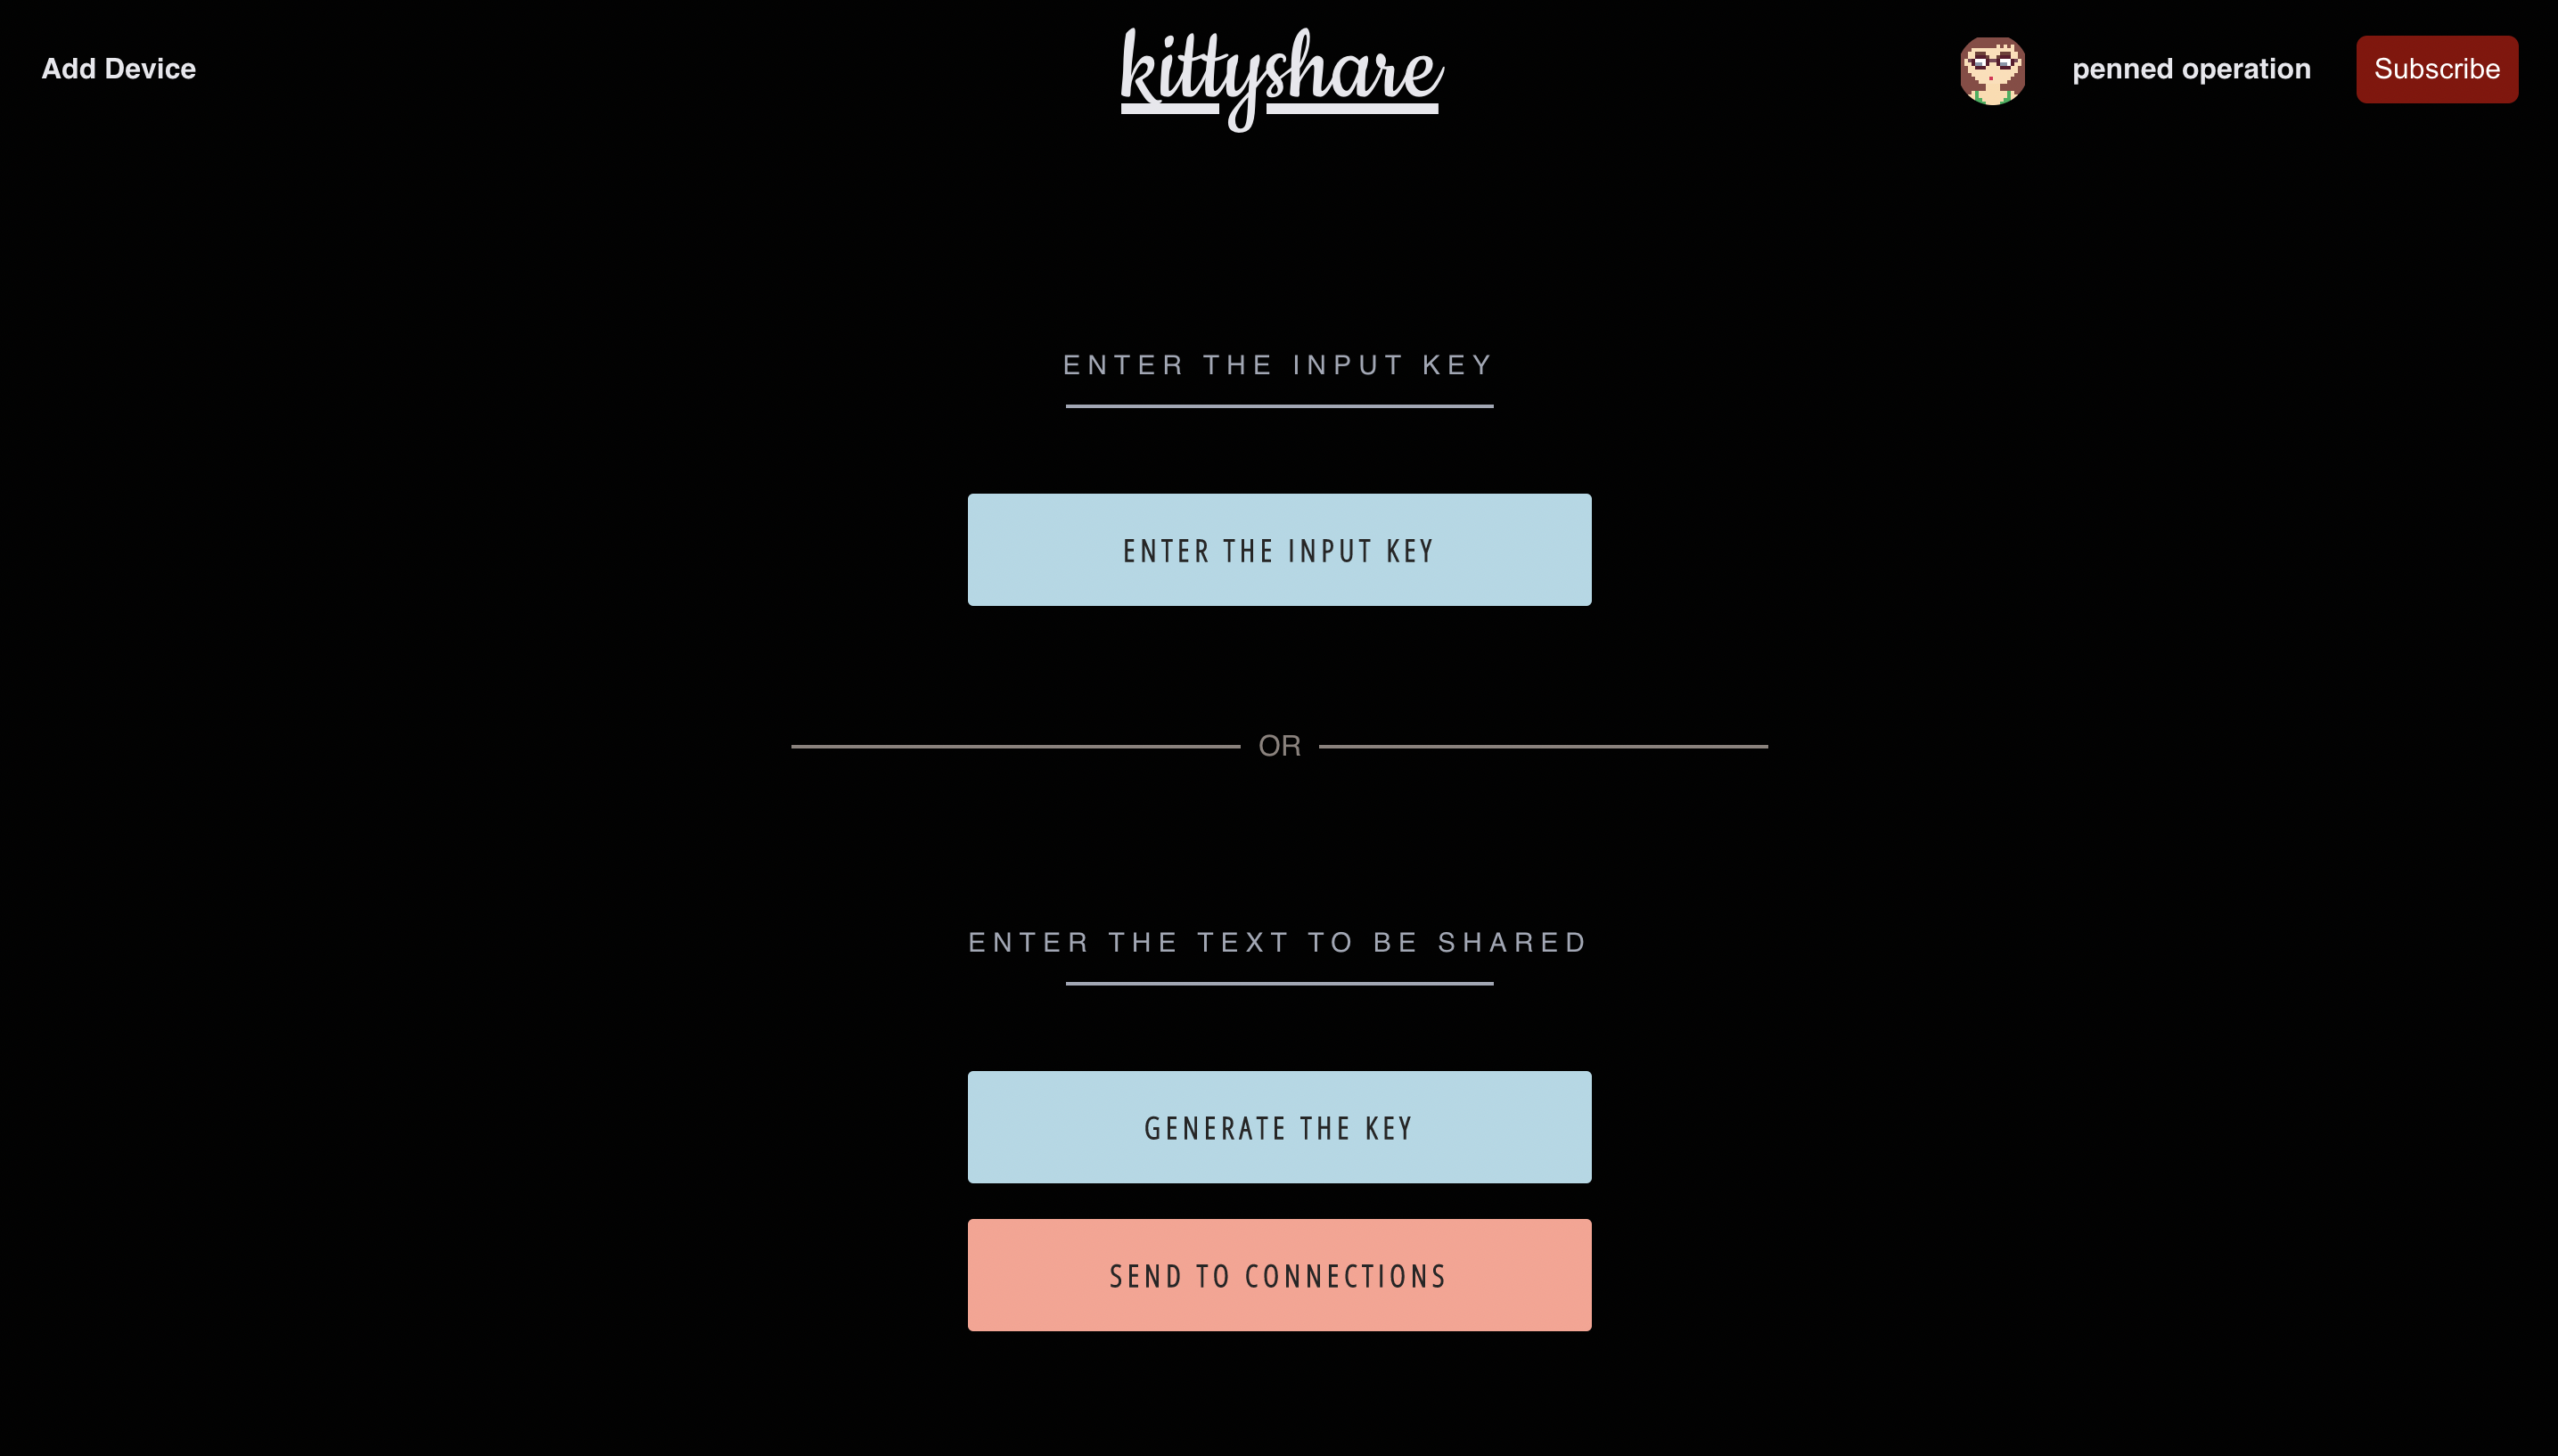 Add Device
kittyshare
penned operation
Subscribe
ENTER THE INPUT KEY
ENTER THE INPUT KEY
OR
ENTER THE TEXT TO BE SHARED
GENERATE THE KEY
SEND TO CONNECTIONS